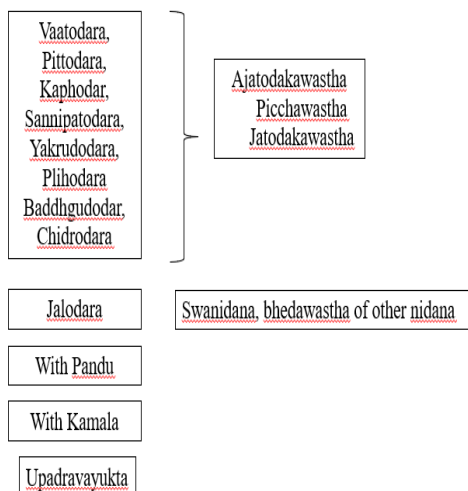 Vaatodara,
Pittodara,
Kaphodar,
Sannipatodara,
Yakrudodara,
Plihodara
Baddhgudodar,
Chidrodara
Ajatodakawastha
Picchawastha
Jatodakawastha
Jalodara
Swanidana, bhedawastha of other nidana
With Pandu
With Kamala
Upadravayukta